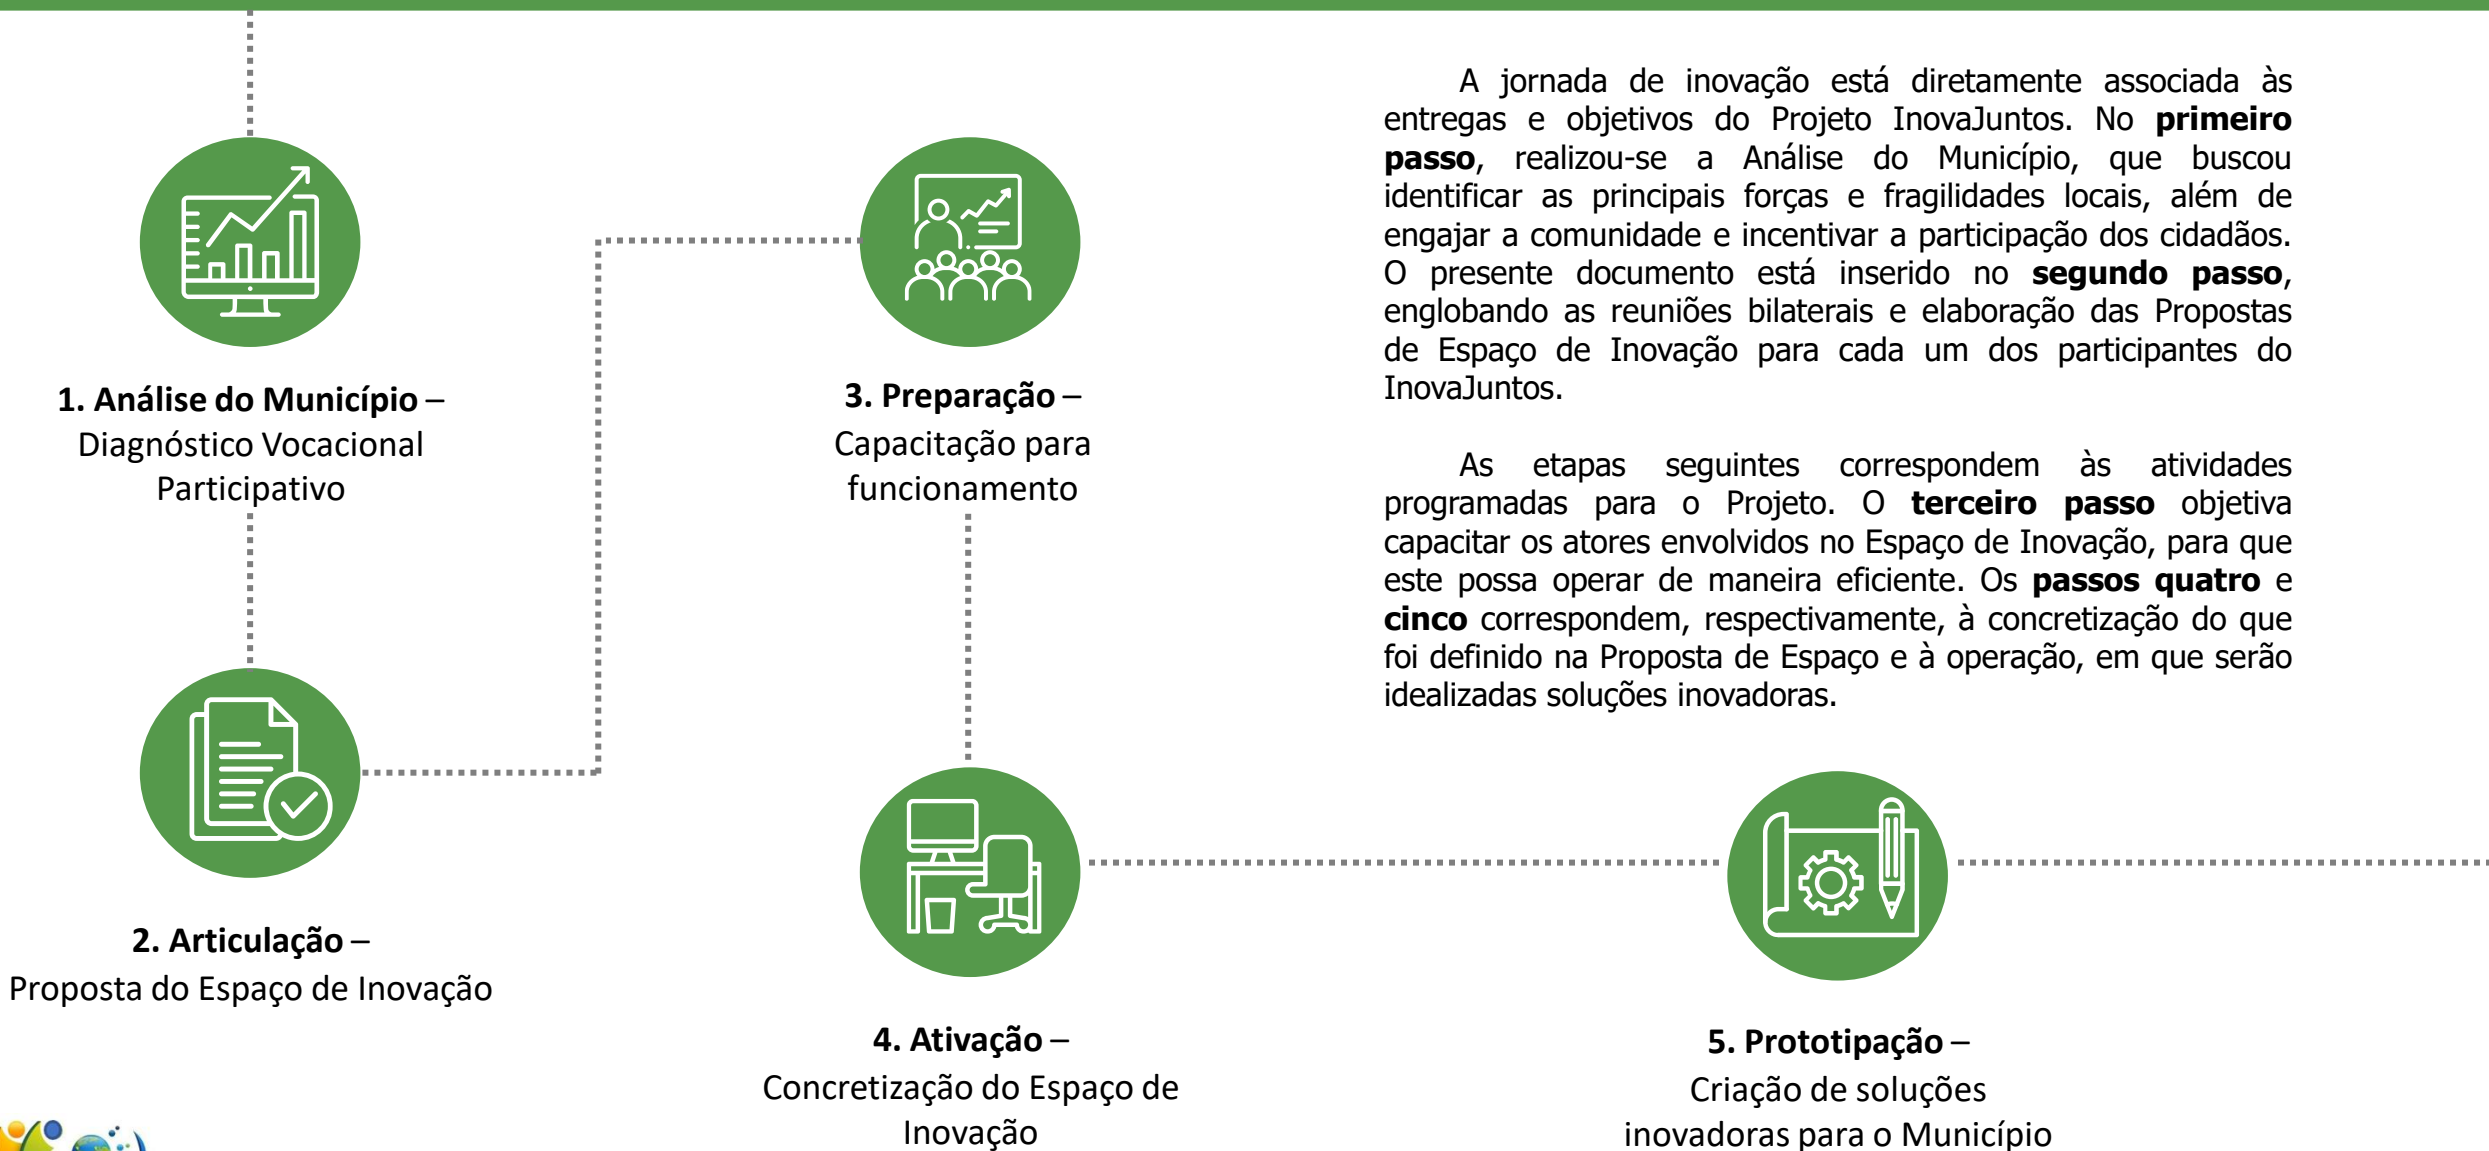 A jornada de inovação está diretamente associada às
entregas e objetivos do Projeto InovaJuntos. No primeiro
passo, realizou-se a Análise do Município, que buscou
identificar as principais forças e fragilidades locais, além de
engajar a comunidade e incentivar a participação dos cidadãos.
O presente documento está inserido no segundo passo,
englobando as reuniões bilaterais e elaboração das Propostas
de Espaço de Inovação para cada um dos participantes do
InovaJuntos.
As etapas seguintes correspondem às atividades
programadas para o Projeto. O terceiro passo objetiva
capacitar os atores envolvidos no Espaço de Inovação, para que
este possa operar de maneira eficiente. Os passos quatro e
cinco correspondem, respectivamente, à concretização do que
foi definido na Proposta de Espaço e à operação, em que serão
idealizadas soluções inovadoras.
1. Análise do Município –
Diagnóstico Vocacional
Participativo
2. Articulação –
Proposta do Espaço de Inovação
3. Preparação –
Capacitação para
funcionamento
4. Ativação –
Concretização do Espaço de
Inovação
5. Prototipação –
Criação de soluções
inovadoras para o Município